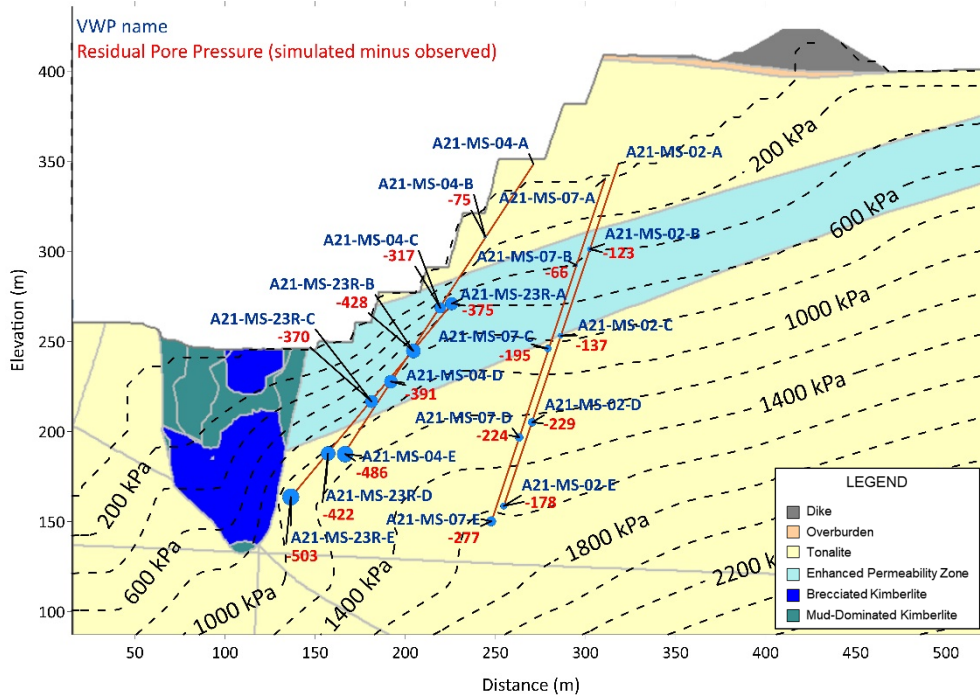 VWP name
Residual Pore Pressure (simulated minus observed)
400
350
300
250
200
150
100
Elevation (m)
50
100
150
200
250
300
350
400
450
500
Distance (m)
A21-MS-04-A
A21-MS-04-B
-75
A21-MS-04-C
-317
A21-MS-23R-B
-428
A21-MS-23R-C
-370
A21-MS-23R-A
-375
A21-MS-04-D
391
A21-MS-04-E
-486
A21-MS-23R-D
-422
A21-MS-23R-E
-503
A21-MS-02-A
A21-MS-07-A
A21-MS-02-B
-123
A21-MS-07-B
-66
A21-MS-07-C
-195
A21-MS-02-C
-137
A21-MS-07-D
-224
A21-MS-02-D
-229
A21-MS-02-E
-178
A21-MS-07-E
-277
200 kPa
600 kPa
1000 kPa
1400 kPa
1800 kPa
2200 kPa
200 kPa
600 kPa
1000 kPa
1400 kPa
LEGEND
Dike
Overburden
Tonalite
Enhanced Permeability Zone
Brecciated Kimberlite
Mud-Dominated Kimberlite